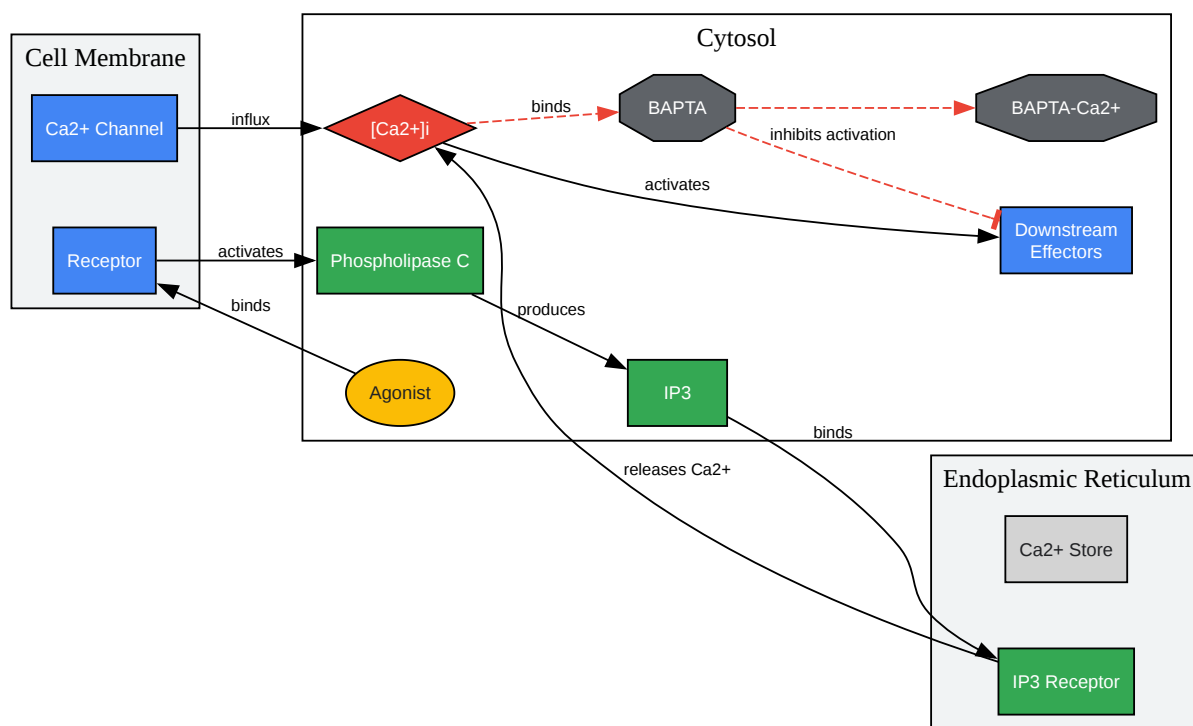 Cell Membrane
Cytosol
Ca2+ Channel
influx
[Ca2+]i
binds
BAPTA
BAPTA-Ca2+
inhibits activation
activates
Receptor
activates
Phospholipase C
Downstream
Effectors
binds
produces
Agonist
IP3
binds
releases Ca2+
Endoplasmic Reticulum
Ca2+ Store
IP3 Receptor